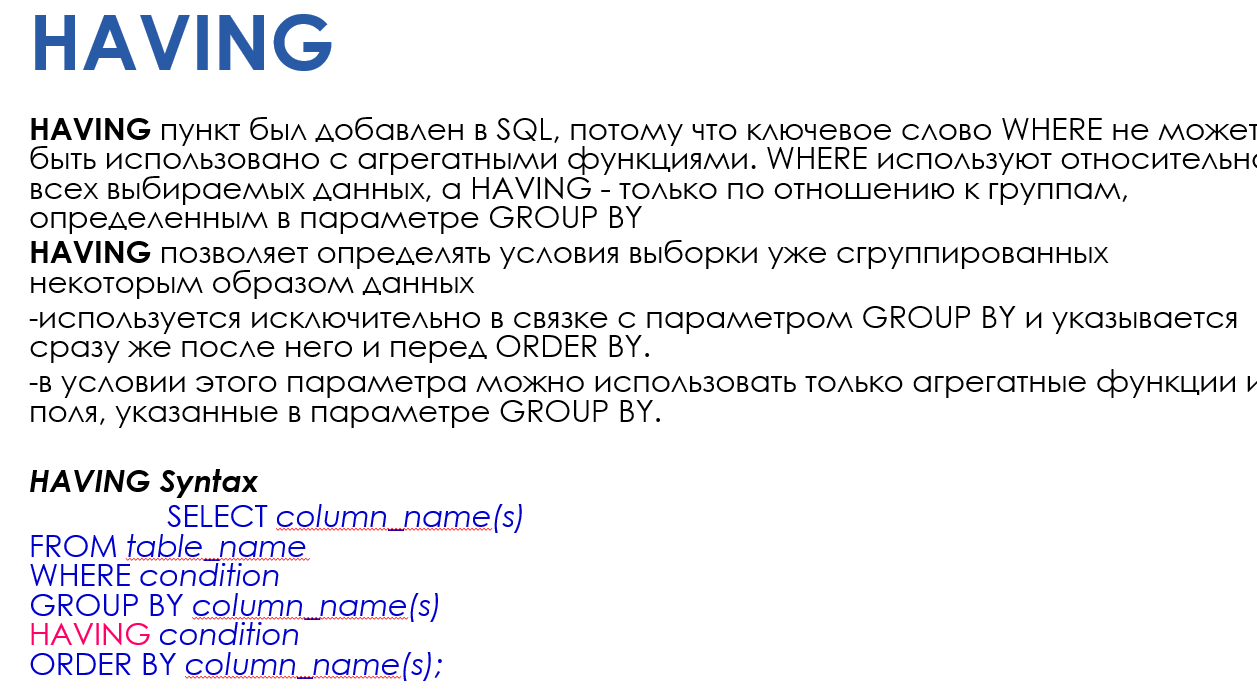 HAVING
HAVING пункт был добавлен в SQL, потому что ключевое слово WHERE не может
быть использовано с агрегатными функциями. WHERE используют относительно
всех выбираемых данных, а HAVING - только по отношению к группам,
определенным в параметре GROUP BY
HAVING позволяет определять условия выборки уже сгруппированных
некоторым образом данных
-используется исключительно в связке с параметром GROUP BY и указывается
сразу же после него и перед ORDER BY.
-в условии этого параметра можно использовать только агрегатные функции и
поля, указанные в параметре GROUP BY.
HAVING Syntax
SELECT column_name(s)
FROM table_name
WHERE condition
GROUP BY column_name(s)
HAVING condition
ORDER BY column_name(s);